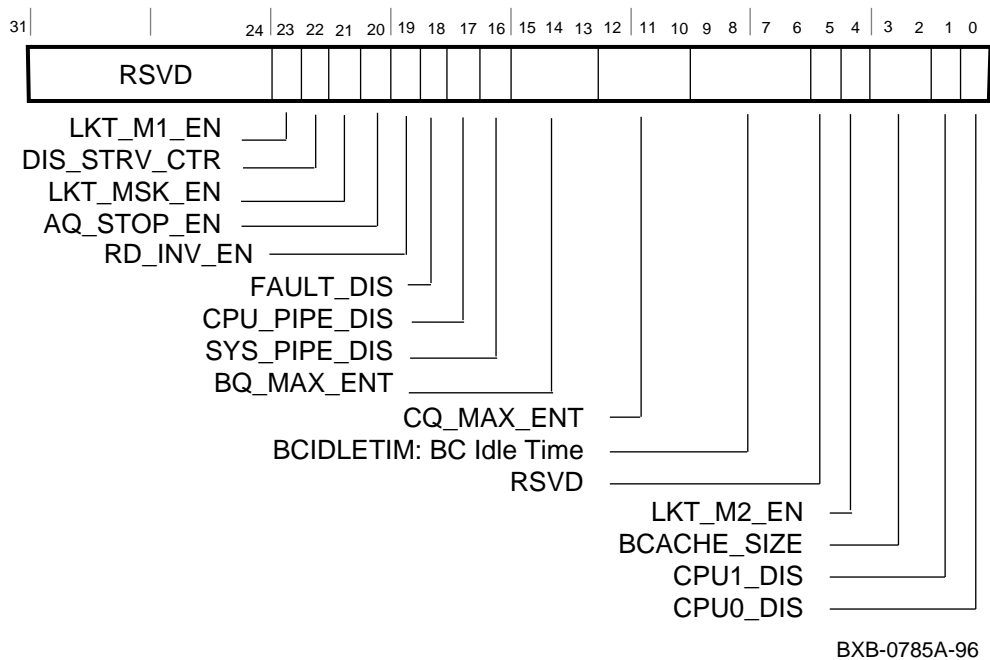 31 24 23 22 21 20 19 18 17 16 15 14 13 12 11 10 9 8 7 6 5 4 3 2 1 0
RSVD
LKT_M1_EN
DIS_STRV_CTR
LKT_MSK_EN
AQ_STOP_EN
RD_INV_EN
FAULT_DIS
CPU_PIPE_DIS
SYS_PIPE_DIS
BQ_MAX_ENT
CQ_MAX_ENT
BCIDLETIM: BC Idle Time
RSVD
LKT_M2_EN
BCACHE_SIZE
CPU1_DIS
CPU0_DIS
BXB-0785A-96